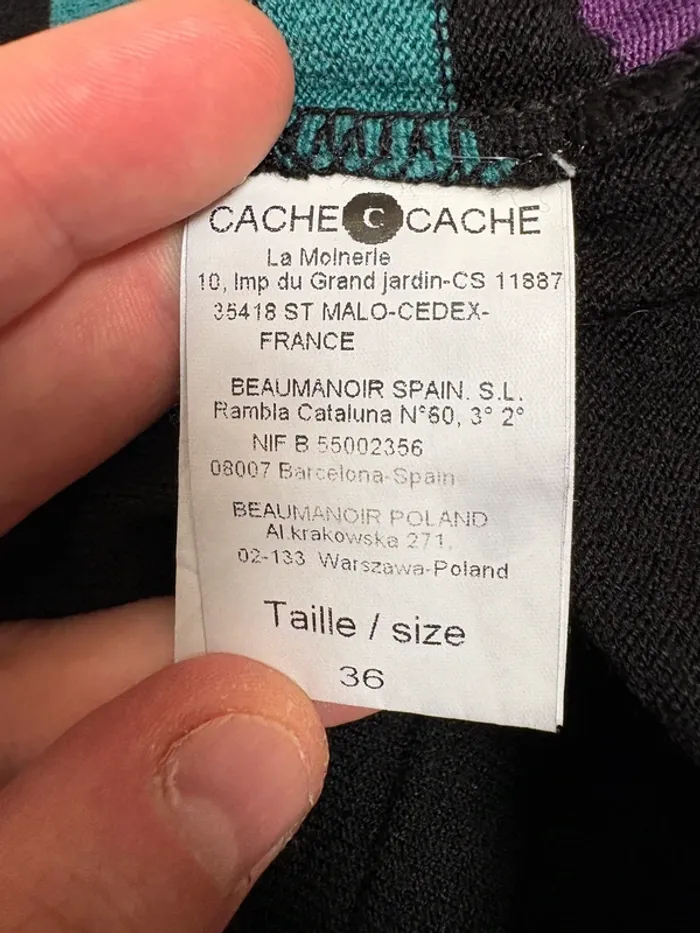 CACHE C CACHE
La Moinerie
10, Imp du Grand jardin-CS 11887
35418 ST MALO-CEDEX-
FRANCE
BEAUMANOIR SPAIN. S.L.
Rambla Cataluna N°60, 3° 2°
NIF B 55002356
08007 Barcelona-Spain
BEAUMANOIR POLAND
Al.krakowska 271,
02-133 Warszawa-Poland
Taille / size
36